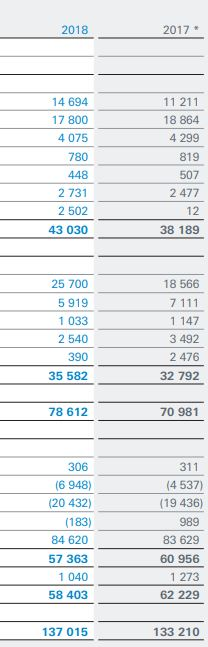 2018 2017 *
14 694 11 211
17 800 18 864
4 075 4 299
780 819
448 507
2 731 2 477
2 502 12
43 030 38 189
25 700 18 566
5 919 7 111
1 033 1 147
2 540 3 492
390 2 476
35 582 32 792
78 612 70 981
306 311
(6 948) (4 537)
(20 432) (19 436)
(183) 989
84 620 83 629
57 363 60 956
1 040 1 273
58 403 62 229
137 015 133 210